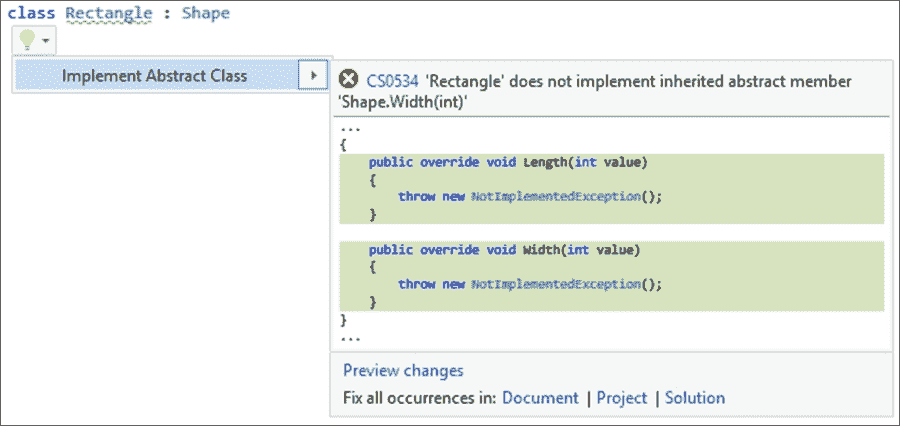 class Rectangle : Shape
Implement Abstract Class
CS0534 'Rectangle' does not implement inherited abstract member
'Shape.Width(int)'
...
{
public override void Length(int value)
{
throw new NotImplementedException();
}
public override void Width(int value)
{
throw new NotImplementedException();
}
}
...
Preview changes
Fix all occurrences in: Document | Project | Solution